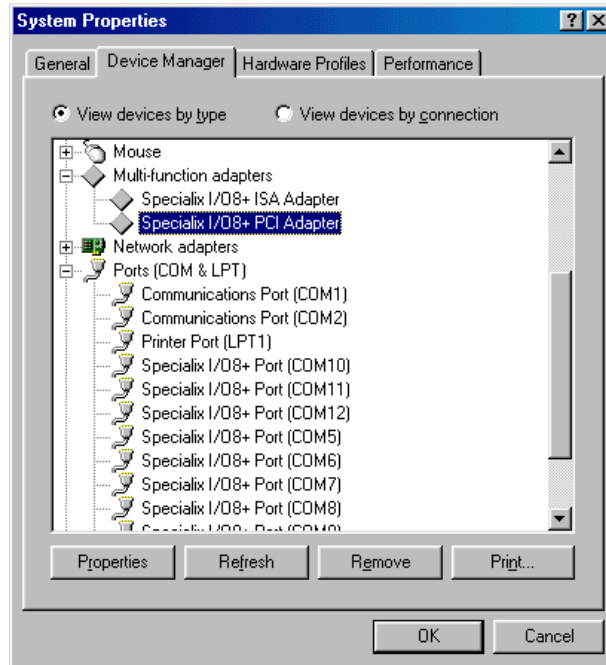 System Properties
General Device Manager Hardware Profiles Performance
View devices by type View devices by connection
Mouse
Multi-function adapters
Specialix I/O8+ ISA Adapter
Specialix I/O8+ PCI Adapter
Network adapters
Ports (COM & LPT)
Communications Port (COM1)
Communications Port (COM2)
Printer Port (LPT1)
Specialix I/O8+ Port (COM10)
Specialix I/O8+ Port (COM11)
Specialix I/O8+ Port (COM12)
Specialix I/O8+ Port (COM5)
Specialix I/O8+ Port (COM6)
Specialix I/O8+ Port (COM7)
Specialix I/O8+ Port (COM8)
Specialix I/O8+ Port (COM9)
Properties Refresh Remove Print...
OK Cancel